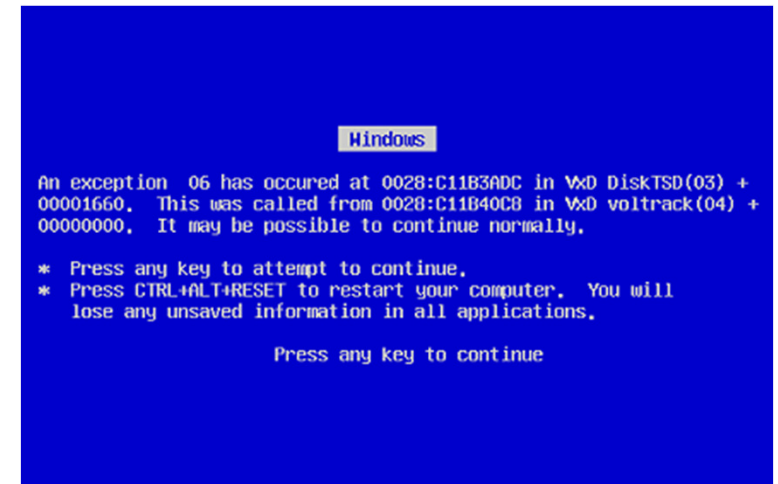 Windows
An exception 06 has occured at 0028:C11B3ADC in VxD DiskTSD(03) +
00001660. This was called from 0028:C11B40C8 in VxD voltrack(04) +
00000000. It may be possible to continue normally.
* Press any key to attempt to continue.
* Press CTRL+ALT+RESET to restart your computer. You will
lose any unsaved information in all applications.
Press any key to continue